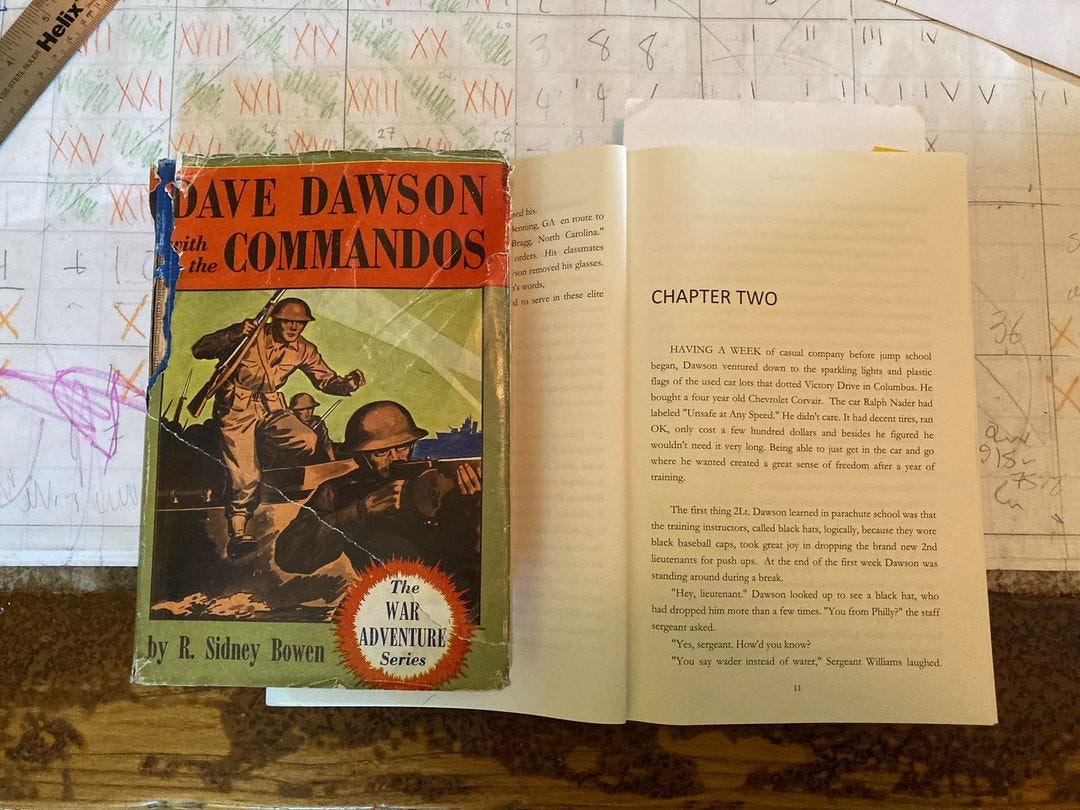 Helix
XVIII XIX XX
3 8 8
I II III IV
XXI XXII XXIII XXIV
XXV
27
28
36
DAVE DAWSON
with
the COMMANDOS
The
WAR
ADVENTURE
Series
by R. Sidney Bowen
his.
Benning, GA en route to
Bragg, North Carolina."
orders. His classmates
removed his glasses.
words,
to serve in these elite
CHAPTER TWO
HAVING A WEEK of casual company before jump school
began, Dawson ventured down to the sparkling lights and plastic
flags of the used car lots that dotted Victory Drive in Columbus. He
bought a four year old Chevrolet Corvair. The car Ralph Nader had
labeled "Unsafe at Any Speed." He didn't care. It had decent tires, ran
OK, only cost a few hundred dollars and besides he figured he
wouldn't need it very long. Being able to just get in the car and go
where he wanted created a great sense of freedom after a year of
training.
The first thing 2Lt. Dawson learned in parachute school was that
the training instructors, called black hats, logically, because they wore
black baseball caps, took great joy in dropping the brand new 2nd
lieutenants for push ups. At the end of the first week Dawson was
standing around during a break.
"Hey, lieutenant." Dawson looked up to see a black hat, who
had dropped him more than a few times. "You from Philly?" the staff
sergeant asked.
"Yes, sergeant. How'd you know?
"You say wader instead of water," Sergeant Williams laughed.
11